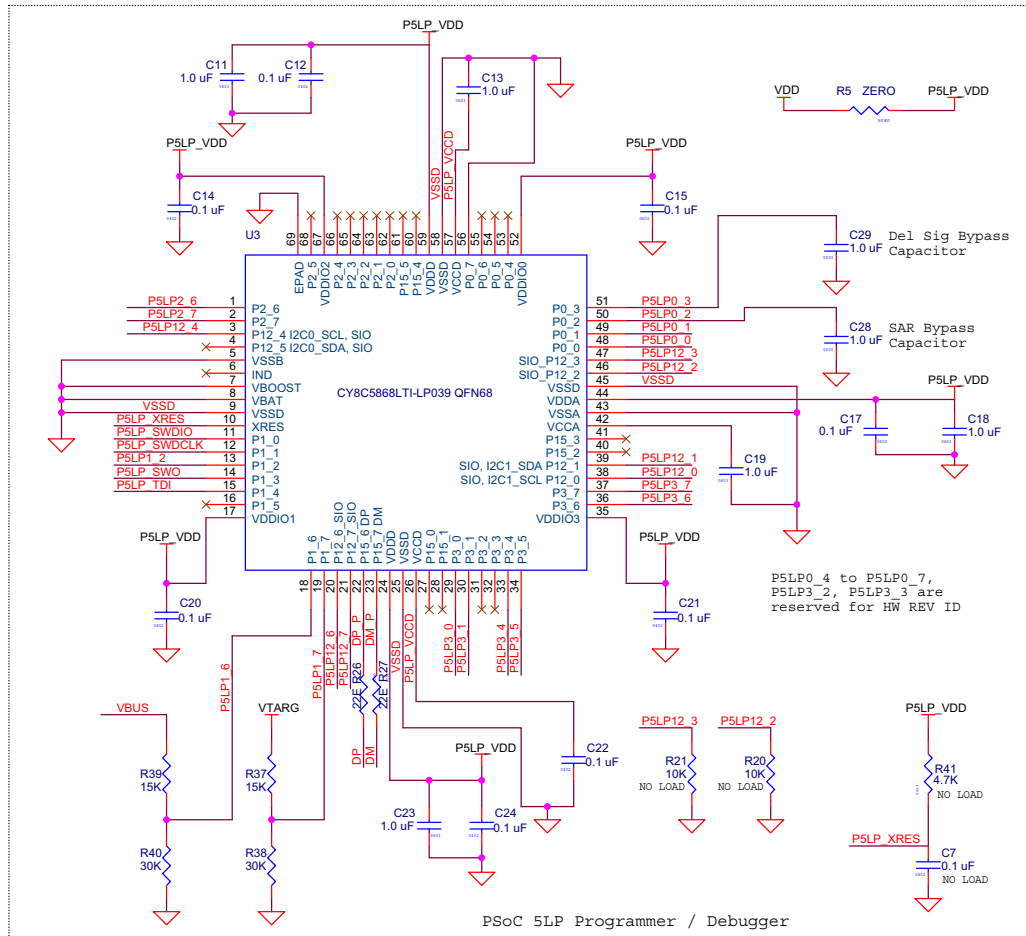 P5LP_VDD
C11
1.0 uF
C12
0.1 uF
C13
1.0 uF
VDD
R5 ZERO
P5LP_VDD
P5LP_VDD
C14
0.1 uF
VSSD
P5LP_VCCD
P5LP_VDD
C15
0.1 uF
U3
69 68 67 66 65 64 63 62 61 60 59 58 57 56 55 54 53 52
EPAD
P2_5
VDDIO2
P2_4
P2_3
P2_2
P2_1
P2_0
P15_5
P15_4
VDDD
VSSD
VCCD
P0_7
P0_6
P0_5
P0_4
VDDIO0
C29
1.0 uF
Del Sig Bypass
Capacitor
C28
1.0 uF
SAR Bypass
Capacitor
P5LP2_6 1 P2_6
P5LP2_7 2 P2_7
P5LP12_4 3 P12_4 I2C0_SCL, SIO
4 P12_5 I2C0_SDA, SIO
5 VSSB
6 IND
7 VBOOST
8 VBAT
VSSD 9 VSSD
P5LP_XRES 10 XRES
P5LP_SWDIO 11 P1_0
P5LP_SWDCLK 12 P1_1
P5LP1_2 13 P1_2
P5LP_SWO 14 P1_3
P5LP_TDI 15 P1_4
16 P1_5
17 VDDIO1
CY8C5868LTI-LP039 QFN68
P0_3 51 P5LP0_3
P0_2 50 P5LP0_2
P0_1 49 P5LP0_1
P0_0 48 P5LP0_0
SIO_P12_3 47 P5LP12_3
SIO_P12_2 46 P5LP12_2
VSSD 45 VSSD
VDDA 44
VSSA 43
VCCA 42
P15_3 41
P15_2 40
SIO, I2C1_SDA P12_1 39 P5LP12_1
SIO, I2C1_SCL P12_0 38 P5LP12_0
P3_7 37 P5LP3_7
P3_6 36 P5LP3_6
VDDIO3 35
P5LP_VDD
C17
0.1 uF
C18
1.0 uF
C19
1.0 uF
P1_6
P1_7
P12_6_SIO
P12_7_SIO
P15_6 DP
P15_7 DM
VDDD
VSSD
VCCD
P15_0
P15_1
P3_0
P3_1
P3_2
P3_3
P3_4
P3_5
18 19 20 21 22 23 24 25 26 27 28 29 30 31 32 33 34
P5LP_VDD
C20
0.1 uF
P5LP_VDD
C21
0.1 uF
P5LP0_4 to P5LP0_7,
P5LP3_2, P5LP3_3 are
reserved for HW REV ID
P5LP1_6
P5LP1_7
P5LP12_6
P5LP12_7
DP_P
DM_P
VSSD
P5LP_VCCD
P5LP3_0
P5LP3_1
P5LP3_4
P5LP3_5
22E R26
22E R27
DP
DM
VBUS
R39
15K
R40
30K
VTARG
R37
15K
R38
30K
P5LP_VDD
C23
1.0 uF
C24
0.1 uF
C22
0.1 uF
P5LP12_3
R21
10K
NO LOAD
P5LP12_2
R20
10K
NO LOAD
P5LP_VDD
R41
4.7K
NO LOAD
P5LP_XRES
C7
0.1 uF
NO LOAD
PSoC 5LP Programmer / Debugger